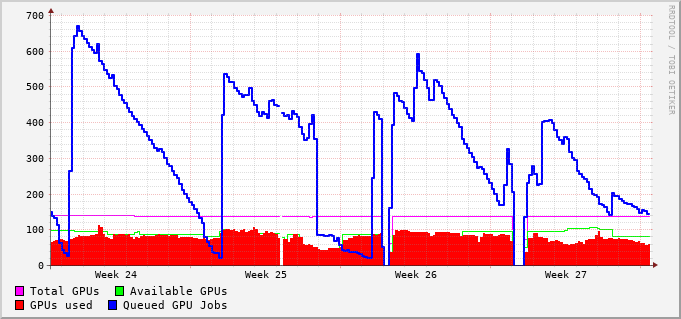 700
600
500
400
300
200
100
0
Week 24 Week 25 Week 26 Week 27
Total GPUs Available GPUs
GPUs used Queued GPU Jobs
RRDTOOL / TOBI OETIKER